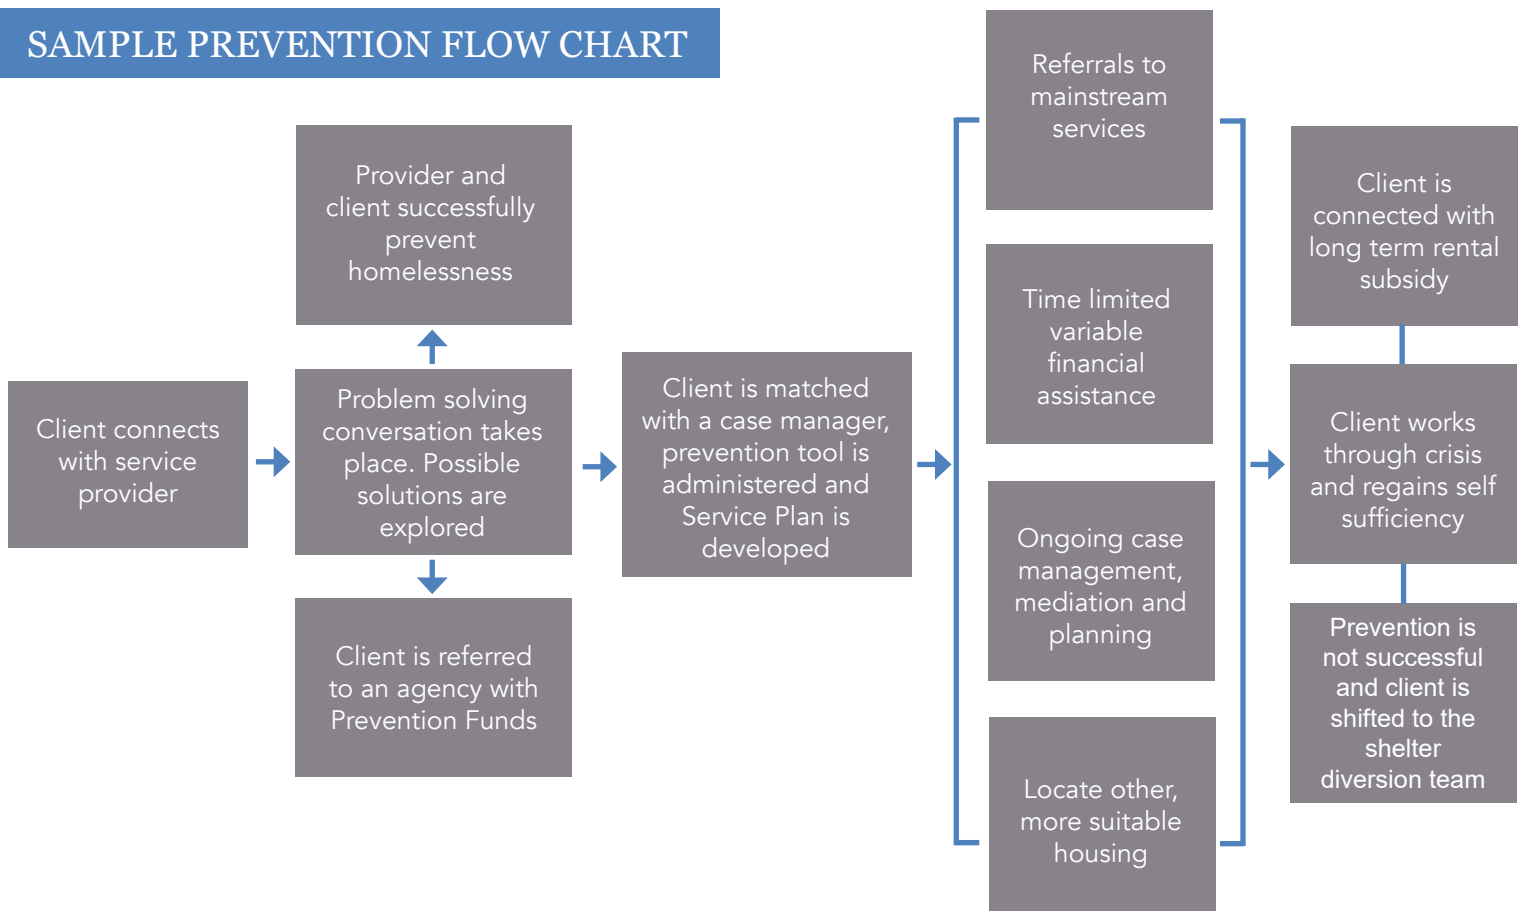 SAMPLE PREVENTION FLOW CHART
Client connects
with service
provider
Provider and
client successfully
prevent
homelessness
Problem solving
conversation takes
place. Possible
solutions are
explored
Client is referred
to an agency with
Prevention Funds
Client is matched
with a case manager,
prevention tool is
administered and
Service Plan is
developed
Referrals to
mainstream
services
Time limited
variable
financial
assistance
Ongoing case
management,
mediation and
planning
Locate other,
more suitable
housing
Client is
connected with
long term rental
subsidy
Client works
through crisis
and regains self
sufficiency
Prevention is
not successful
and client is
shifted to the
shelter
diversion team